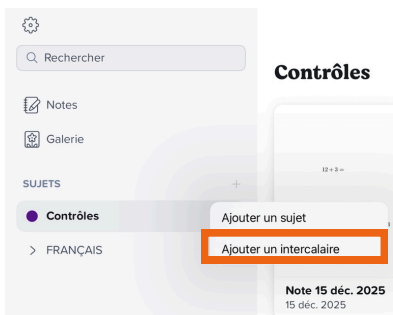 Rechercher
Contrôles
Notes
Galerie
12 + 3 =
SUJETS
Contrôles
Ajouter un sujet
FRANÇAIS
Ajouter un intercalaire
Note 15 déc. 2025
15 déc. 2025